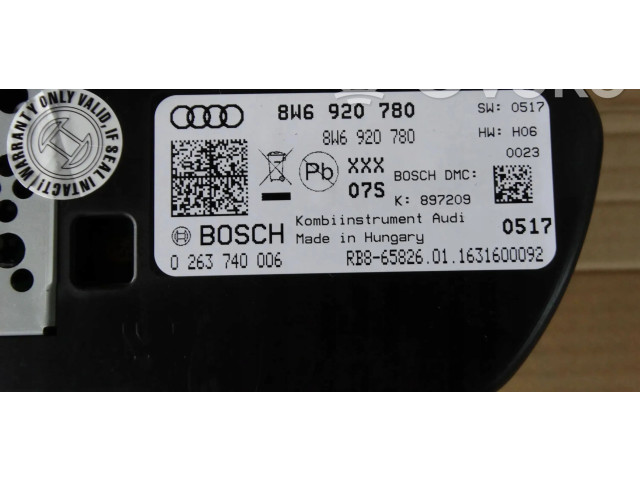 WARRANTY ONLY VALID, IF SEAL INTACT!
8W6 920 780
SW: 0517
8W6 920 780
HW: H06
0023
Pb
XXX
07S
BOSCH DMC:
K: 897209
Kombiinstrument Audi
0517
BOSCH
Made in Hungary
0 263 740 006
RB8-65826.01.1631600092